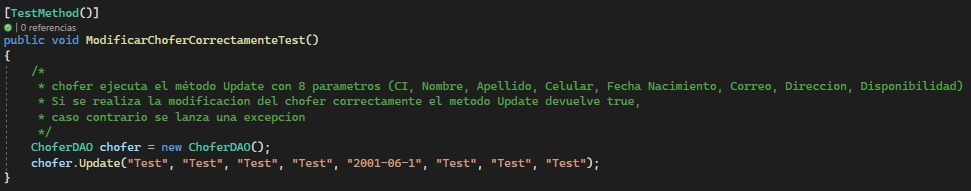 [TestMethod()]
| 0 referencias
public void ModificarChoferCorrectamenteTest()
{
/*
* chofer ejecuta el método Update con 8 parametros (CI, Nombre, Apellido, Celular, Fecha Nacimiento, Correo, Direccion, Disponibilidad)
* Si se realiza la modificacion del chofer correctamente el metodo Update devuelve true,
* caso contrario se lanza una excepcion
*/
ChoferDAO chofer = new ChoferDAO();
chofer.Update("Test", "Test", "Test", "Test", "2001-06-1", "Test", "Test", "Test");
}